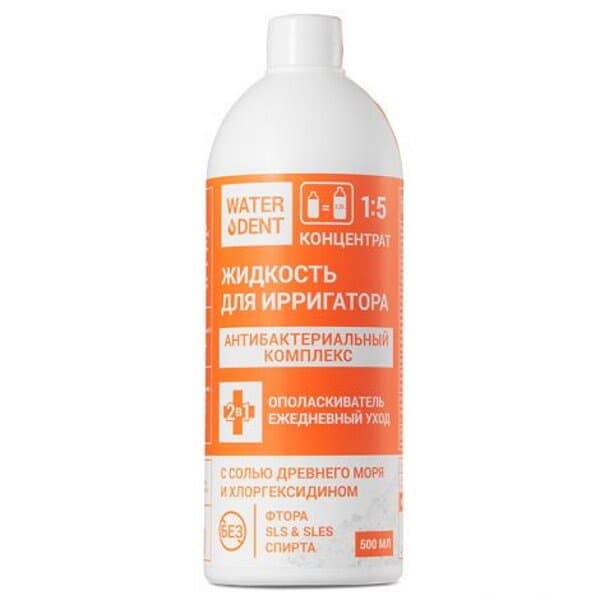 WATER
DENT
1:5
КОНЦЕНТРАТ
ЖИДКОСТЬ
ДЛЯ ИРРИГАТОРА
АНТИБАКТЕРИАЛЬНЫЙ
КОМПЛЕКС
2в1
ОПОЛАСКИВАТЕЛЬ
ЕЖЕДНЕВНЫЙ УХОД
С СОЛЬЮ ДРЕВНЕГО МОРЯ
И ХЛОРГЕКСИДИНОМ
БЕЗ
ФТОРА
SLS & SLES
СПИРТА
500 МЛ